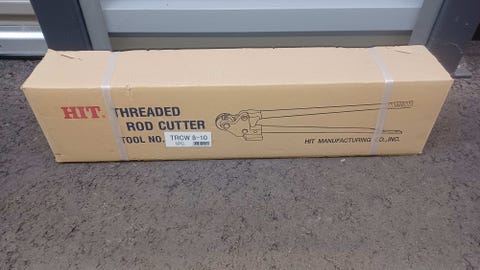 HIT. THREADED
ROD CUTTER
TOOL NO. TRCW 8-10
HIT MANUFACTURING CO., INC.